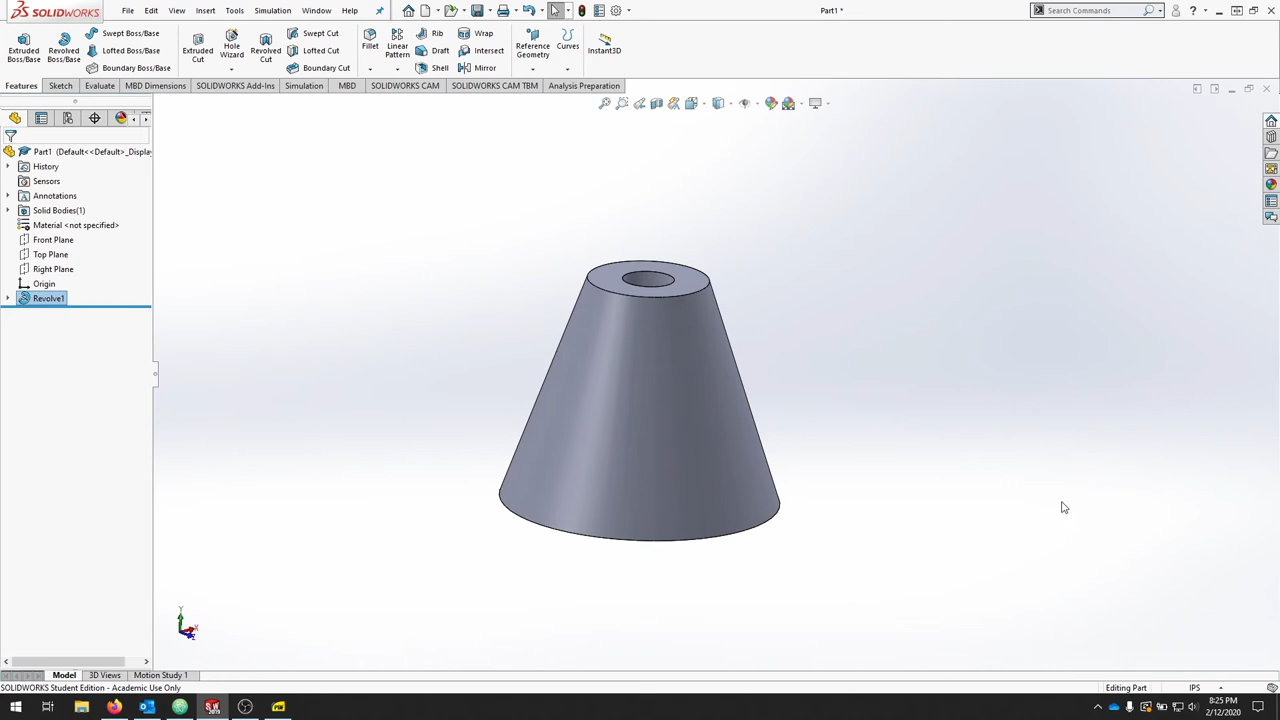 SOLIDWORKS File Edit View Insert Tools Simulation Window Help Part1 * Search Commands
Extruded Boss/Base Revolved Boss/Base Swept Boss/Base Lofted Boss/Base Boundary Boss/Base Extruded Cut Hole Wizard Revolved Cut Swept Cut Lofted Cut Boundary Cut Fillet Linear Pattern Rib Draft Shell Wrap Intersect Mirror Reference Geometry Curves Instant3D
Features Sketch Evaluate MBD Dimensions SOLIDWORKS Add-Ins Simulation MBD SOLIDWORKS CAM SOLIDWORKS CAM TBM Analysis Preparation
Part1 (Default<<Default>_Display
History
Sensors
Annotations
Solid Bodies(1)
Material <not specified>
Front Plane
Top Plane
Right Plane
Origin
Revolve1
Y
X
Z
Model 3D Views Motion Study 1
SOLIDWORKS Student Edition - Academic Use Only Editing Part IPS
8:25 PM
2/12/2020